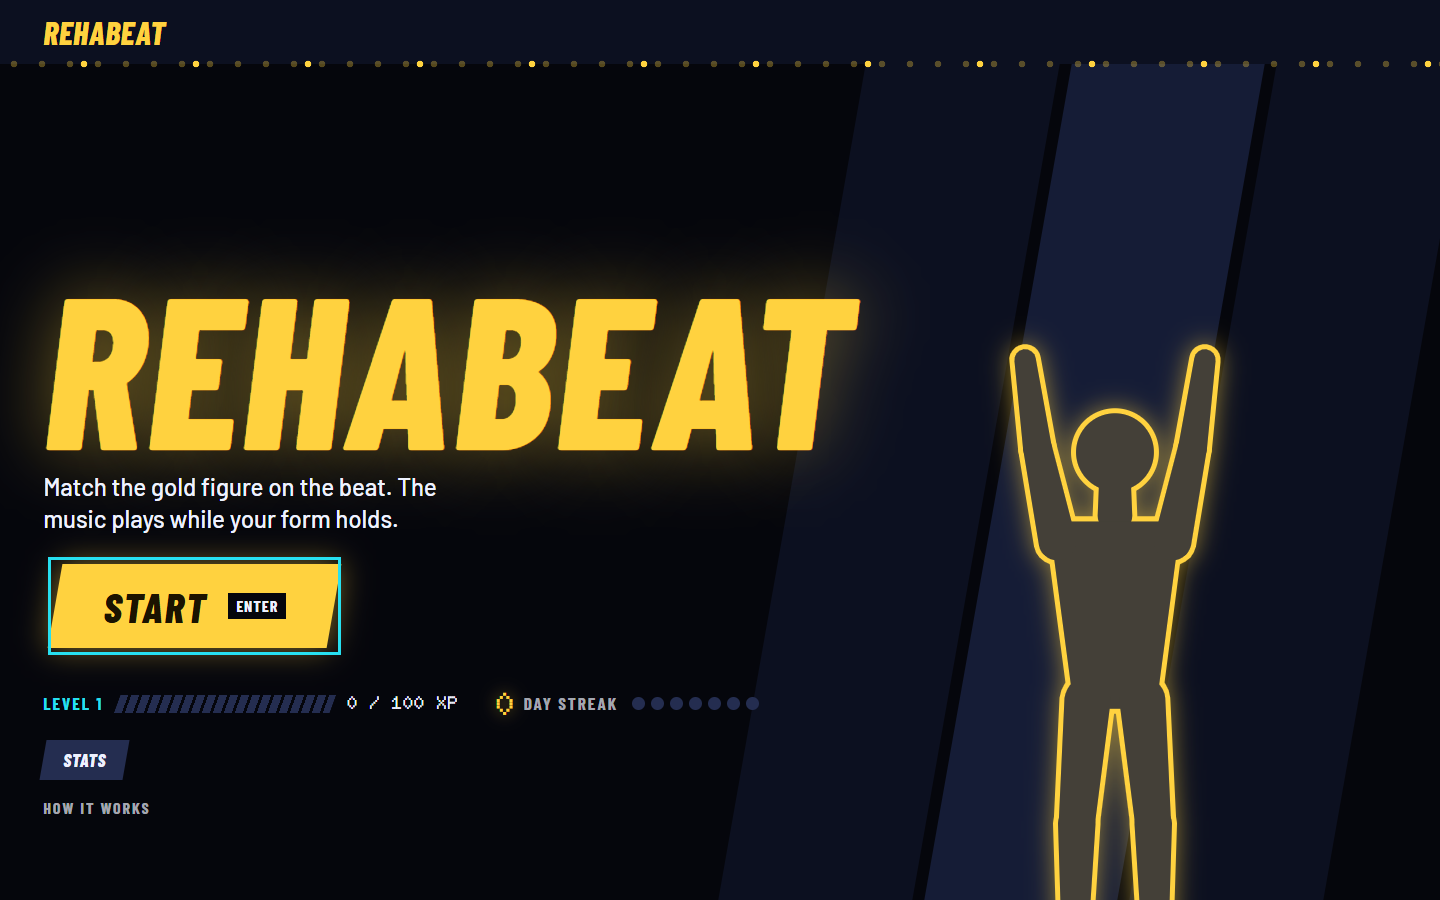 REHABEAT
REHABEAT
Match the gold figure on the beat. The
music plays while your form holds.
START ENTER
LEVEL 1 0 / 100 XP 0 DAY STREAK
STATS
HOW IT WORKS